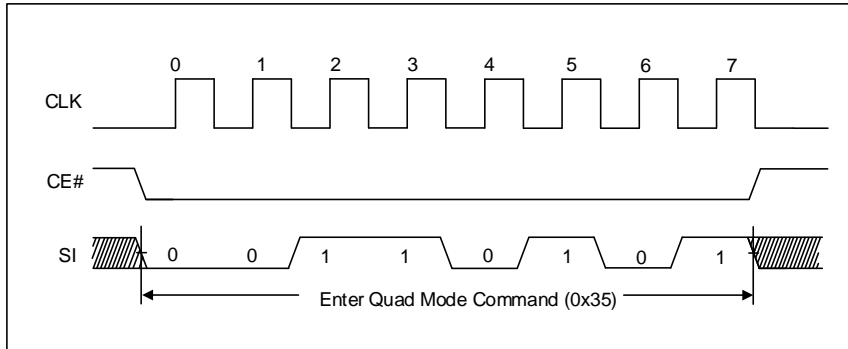 0 1 2 3 4 5 6 7
CLK
CE#
SI 0 0 1 1 0 1 0 1
Enter Quad Mode Command (0x35)